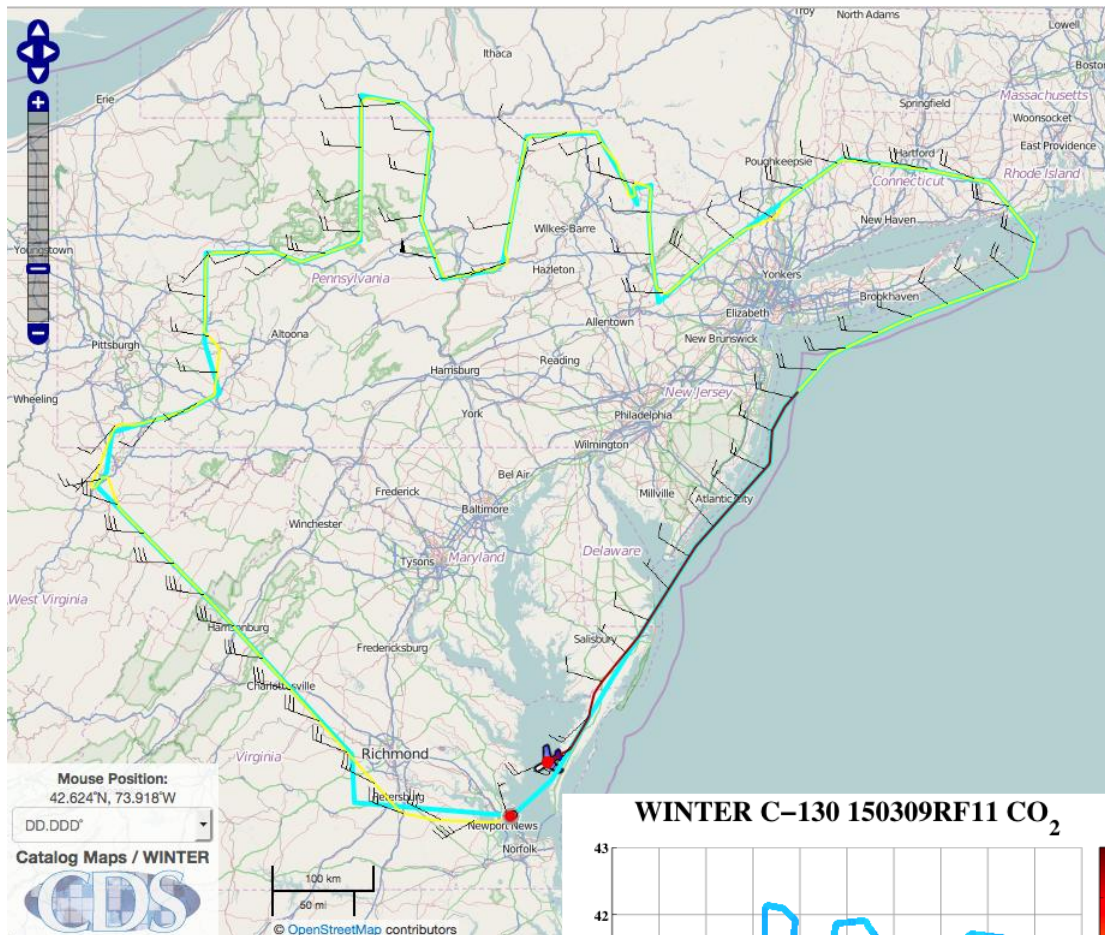 Troy
North Adams
Lowell
Ithaca
Boston
Erie
Massachusetts
Springfield
Woonsocket
East Providence
Poughkeepsie
Hartford
Connecticut
Rhode Island
New Haven
Wilkes-Barre
Youngstown
Pennsylvania
Hazleton
Yonkers
Brookhaven
Elizabeth
Allentown
Altoona
New Brunswick
Pittsburgh
Reading
Harrisburg
New Jersey
Wheeling
York
Philadelphia
Wilmington
Bel Air
Millville
Frederick
Atlantic City
Baltimore
Winchester
Delaware
Tysons
Maryland
West Virginia
Harrisonburg
Salisbury
Fredericksburg
Charlottesville
Richmond
Virginia
Petersburg
Newport News
Norfolk
Mouse Position:
42.624°N, 73.918°W
DD.DDD°
Catalog Maps / WINTER
CDS
100 km
50 mi
© OpenStreetMap contributors
WINTER C–130 150309RF11 CO2
43
42